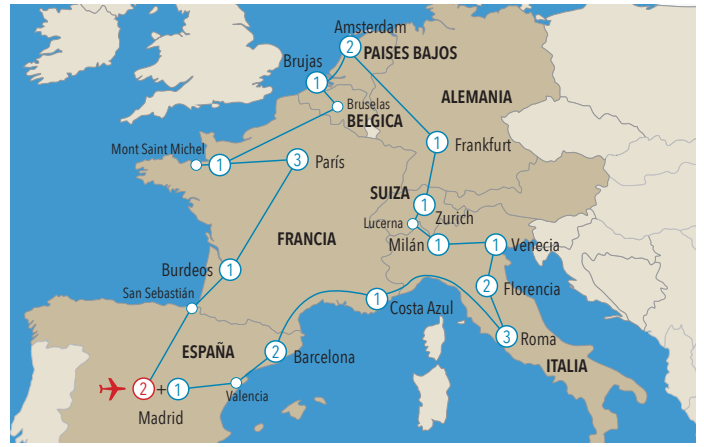 Amsterdam
2
PAISES BAJOS
Brujas
1
ALEMANIA
Bruselas
BELGICA
1
Frankfurt
Mont Saint Michel
1
3
París
SUIZA
1
Zurich
Lucerna
FRANCIA
Milán
1
1
Venecia
Burdeos
1
2
Florencia
San Sebastián
1
Costa Azul
3
Roma
ESPAÑA
2
Barcelona
ITALIA
2 + 1
Valencia
Madrid